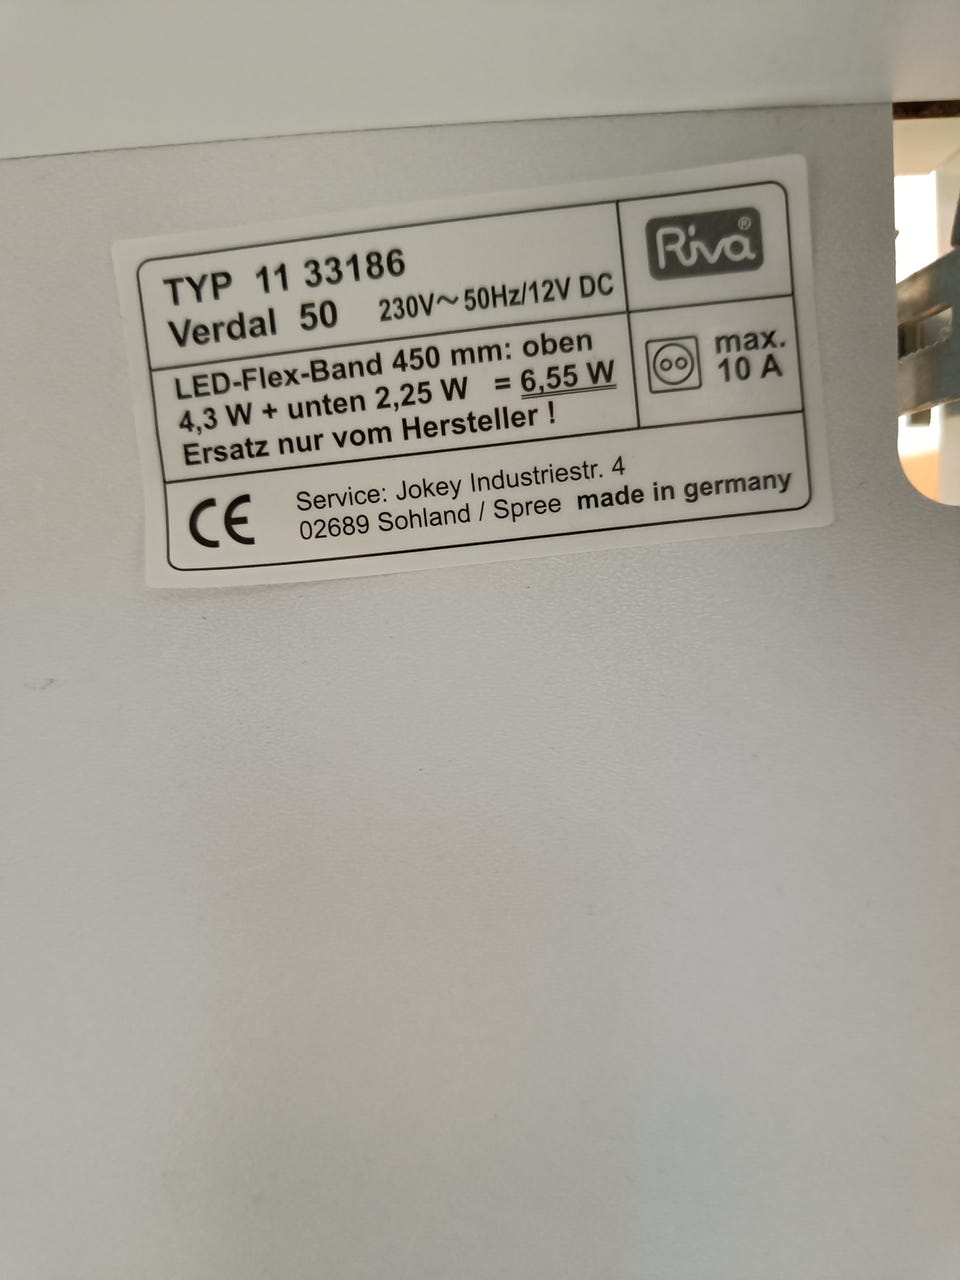 TYP 11 33186
Verdal 50 230V~50Hz/12V DC
Riva®
LED-Flex-Band 450 mm: oben
4,3 W + unten 2,25 W = 6,55 W
Ersatz nur vom Hersteller !
max.
10 A
CE
Service: Jokey Industriestr. 4
02689 Sohland / Spree made in germany